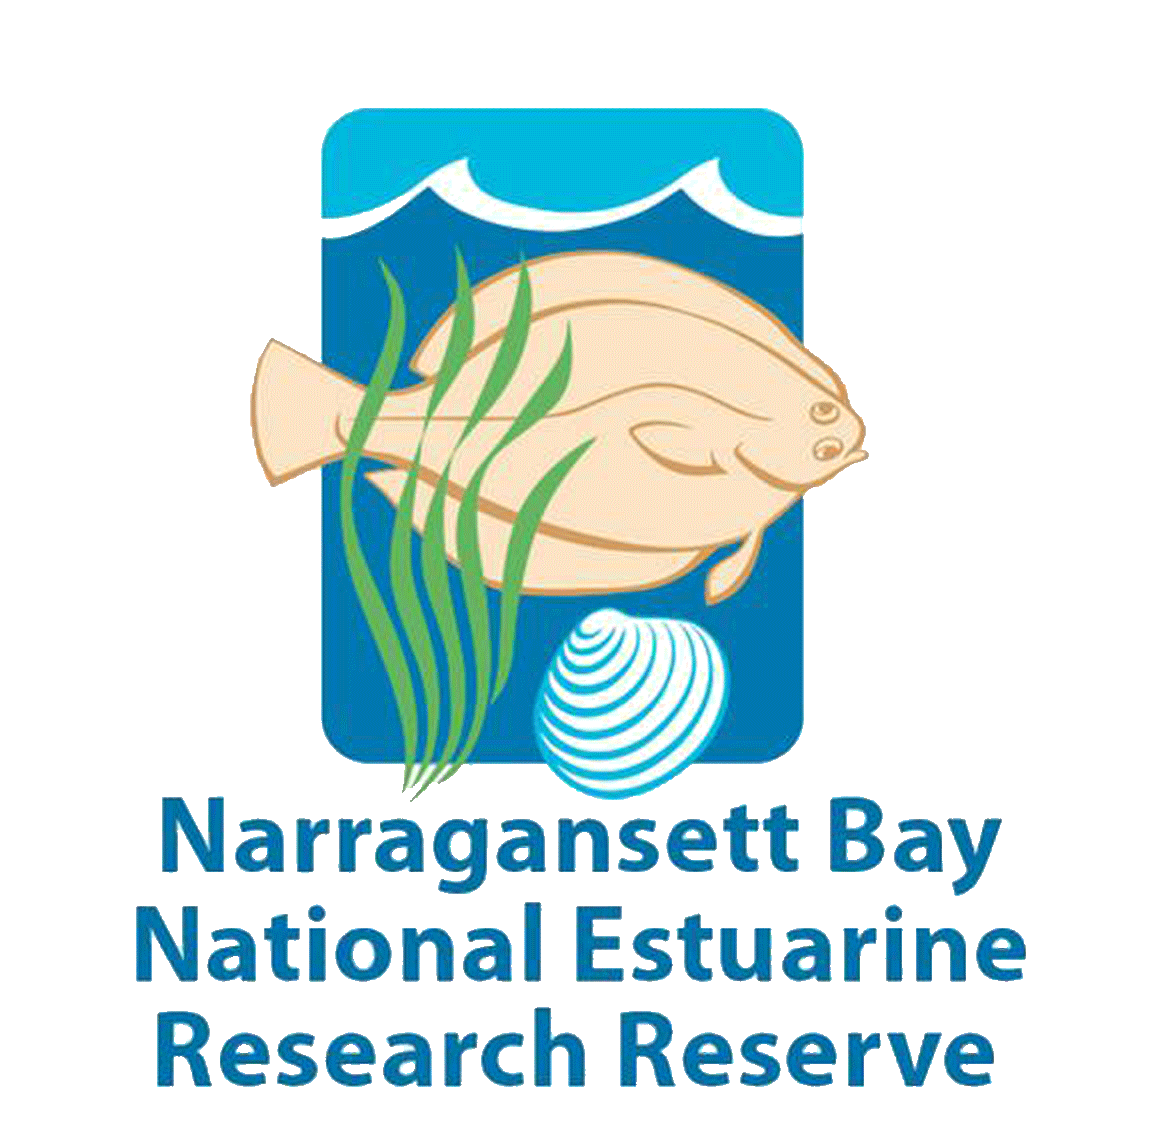 Narragansett Bay
National Estuarine
Research Reserve